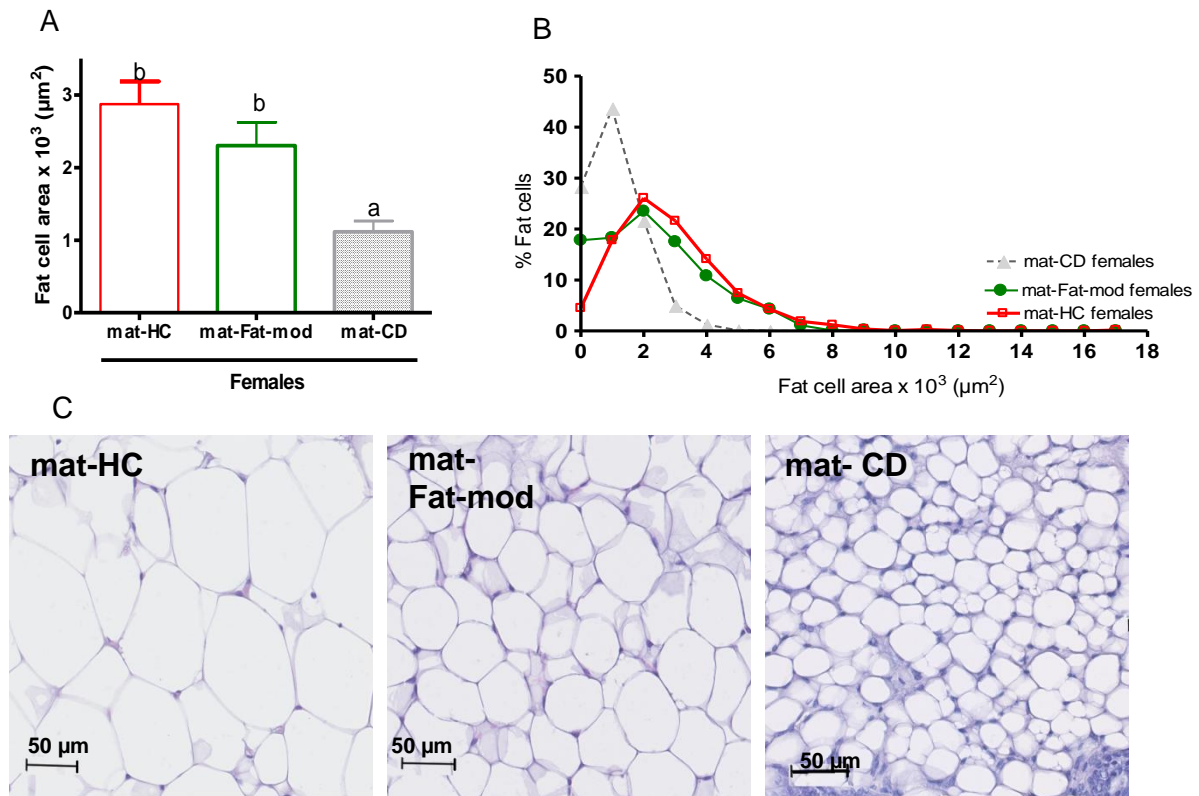 A
Fat cell area x 10³ (µm²)
3
2
1
0
b
b
a
mat-HC mat-Fat-mod mat-CD
Females
B
% Fat cells
50
40
30
20
10
0
0 2 4 6 8 10 12 14 16 18
Fat cell area x 10³ (µm²)
mat-CD females
mat-Fat-mod females
mat-HC females
C
mat-HC
50 µm
mat-
Fat-mod
50 µm
mat- CD
50 µm